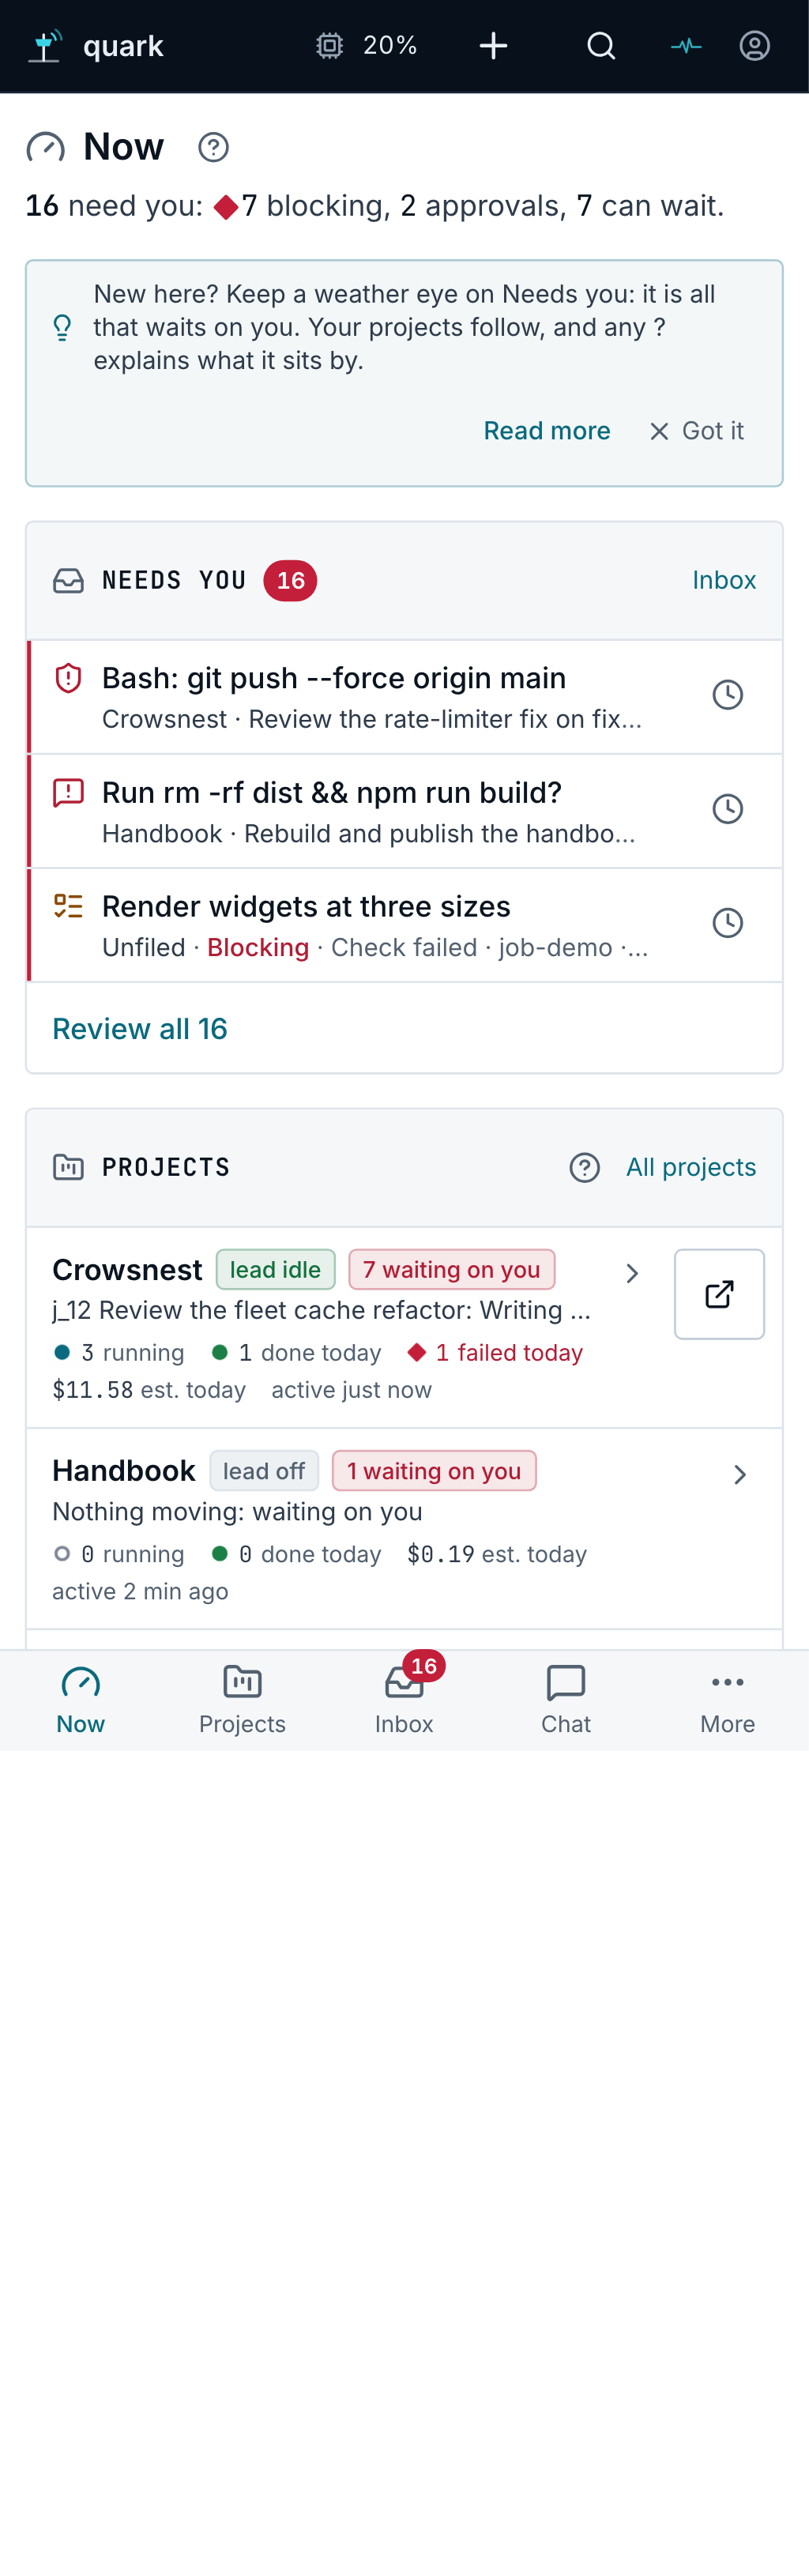 quark 20%
Now
16 need you: 7 blocking, 2 approvals, 7 can wait.
New here? Keep a weather eye on Needs you: it is all
that waits on you. Your projects follow, and any ?
explains what it sits by.
Read more Got it
NEEDS YOU 16 Inbox
Bash: git push --force origin main
Crowsnest · Review the rate-limiter fix on fix...
Run rm -rf dist && npm run build?
Handbook · Rebuild and publish the handbo...
Render widgets at three sizes
Unfiled · Blocking · Check failed · job-demo ·...
Review all 16
PROJECTS All projects
Crowsnest lead idle 7 waiting on you
j_12 Review the fleet cache refactor: Writing ...
3 running 1 done today 1 failed today
$11.58 est. today active just now
Handbook lead off 1 waiting on you
Nothing moving: waiting on you
0 running 0 done today $0.19 est. today
active 2 min ago
16
Now Projects Inbox Chat More